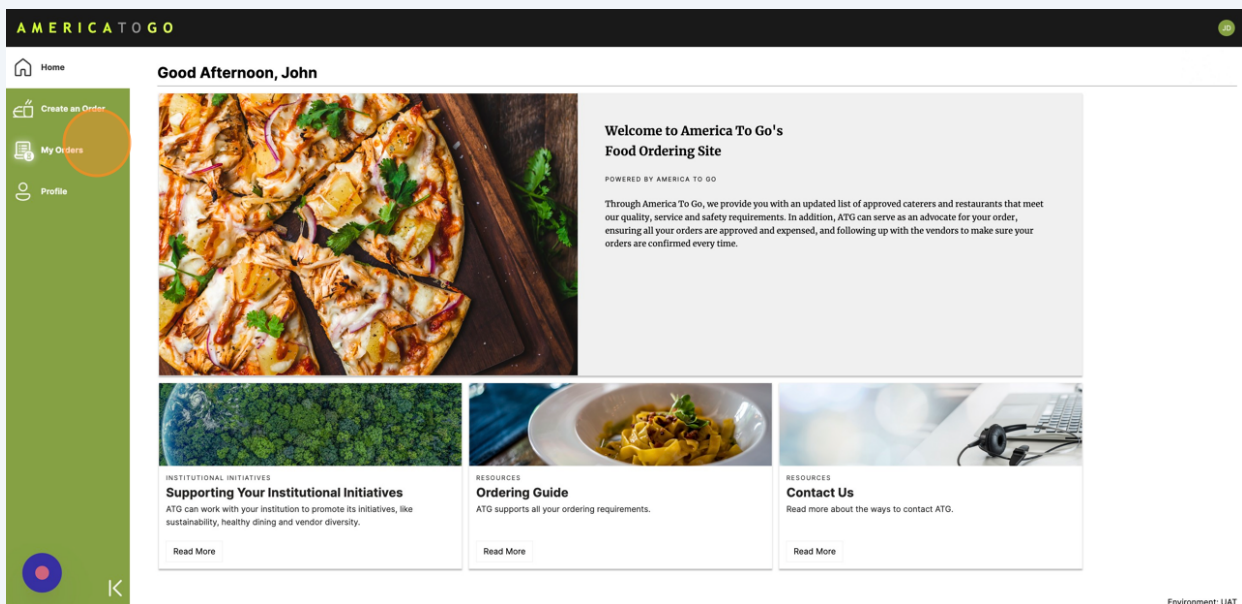 AMERICATOGO
JD
Home
Create an Order
My Orders
Profile
Good Afternoon, John
Welcome to America To Go's
Food Ordering Site
POWERED BY AMERICA TO GO
Through America To Go, we provide you with an updated list of approved caterers and restaurants that meet
our quality, service and safety requirements. In addition, ATG can serve as an advocate for your order,
ensuring all your orders are approved and expensed, and following up with the vendors to make sure your
orders are confirmed every time.
INSTITUTIONAL INITIATIVES
Supporting Your Institutional Initiatives
ATG can work with your institution to promote its initiatives, like
sustainability, healthy dining and vendor diversity.
Read More
RESOURCES
Ordering Guide
ATG supports all your ordering requirements.
Read More
RESOURCES
Contact Us
Read more about the ways to contact ATG.
Read More
Environment: UAT